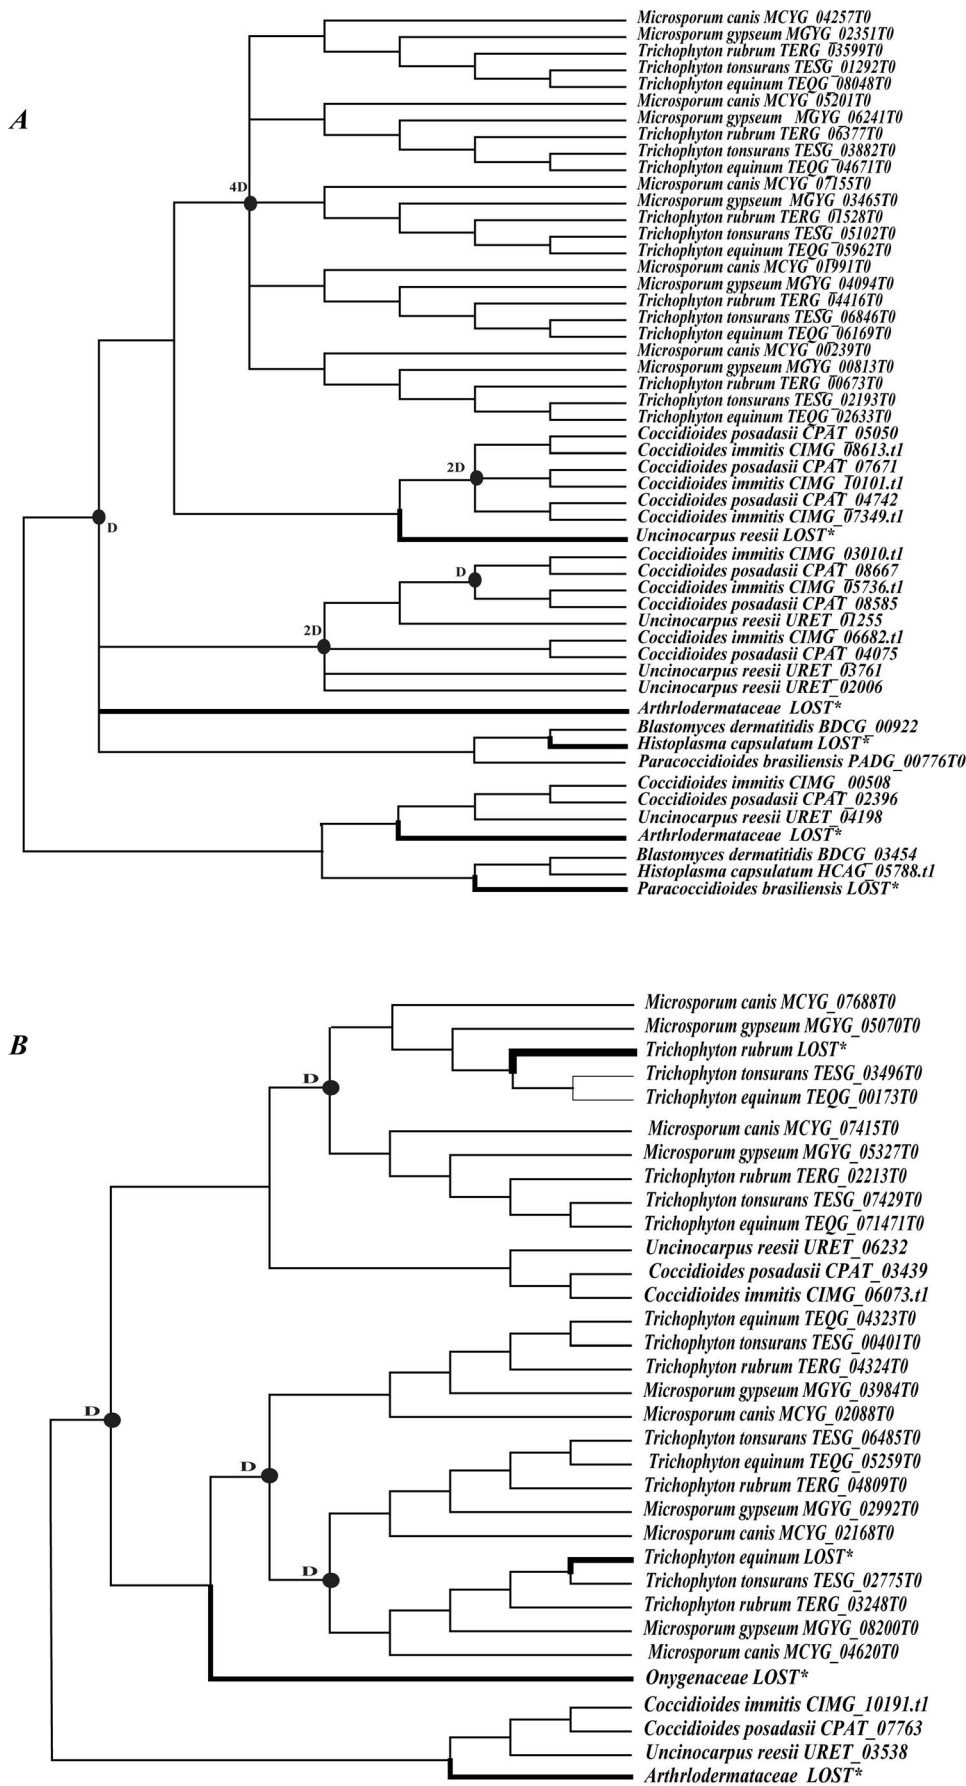 A
Microsporum canis MCYG_04257T0
Microsporum gypseum MGYG_02351T0
Trichophyton rubrum TERG_03599T0
Trichophyton tonsurans TESG_01292T0
Trichophyton equinum TEQG_08048T0
Microsporum canis MCYG_05201T0
Microsporum gypseum MGYG_06241T0
Trichophyton rubrum TERG_06377T0
Trichophyton tonsurans TESG_03882T0
Trichophyton equinum TEQG_04671T0
4D
Microsporum canis MCYG_07155T0
Microsporum gypseum MGYG_03465T0
Trichophyton rubrum TERG_01528T0
Trichophyton tonsurans TESG_05102T0
Trichophyton equinum TEQG_05962T0
Microsporum canis MCYG_01991T0
Microsporum gypseum MGYG_04094T0
Trichophyton rubrum TERG_04416T0
Trichophyton tonsurans TESG_06846T0
Trichophyton equinum TEQG_06169T0
Microsporum canis MCYG_00239T0
Microsporum gypseum MGYG_00813T0
Trichophyton rubrum TERG_00673T0
Trichophyton tonsurans TESG_02193T0
Trichophyton equinum TEQG_02633T0
Coccidioides posadasii CPAT_05050
Coccidioides immitis CIMG_08613.t1
2D
Coccidioides posadasii CPAT_07671
Coccidioides immitis CIMG_10101.t1
Coccidioides posadasii CPAT_04742
Coccidioides immitis CIMG_07349.t1
D
Uncinocarpus reesii LOST*
Coccidioides immitis CIMG_03010.t1
D
Coccidioides posadasii CPAT_08667
Coccidioides immitis CIMG_05736.t1
Coccidioides posadasii CPAT_08585
Uncinocarpus reesii URET_01255
2D
Coccidioides immitis CIMG_06682.t1
Coccidioides posadasii CPAT_04075
Uncinocarpus reesii URET_03761
Uncinocarpus reesii URET_02006
Arthrlodermataceae LOST*
Blastomyces dermatitidis BDCG_00922
Histoplasma capsulatum LOST*
Paracoccidioides brasiliensis PADG_00776T0
Coccidioides immitis CIMG_00508
Coccidioides posadasii CPAT_02396
Uncinocarpus reesii URET_04198
Arthrlodermataceae LOST*
Blastomyces dermatitidis BDCG_03454
Histoplasma capsulatum HCAG_05788.t1
Paracoccidioides brasiliensis LOST*
B
Microsporum canis MCYG_07688T0
Microsporum gypseum MGYG_05070T0
Trichophyton rubrum LOST*
D
Trichophyton tonsurans TESG_03496T0
Trichophyton equinum TEQG_00173T0
Microsporum canis MCYG_07415T0
Microsporum gypseum MGYG_05327T0
Trichophyton rubrum TERG_02213T0
Trichophyton tonsurans TESG_07429T0
Trichophyton equinum TEQG_071471T0
Uncinocarpus reesii URET_06232
Coccidioides posadasii CPAT_03439
Coccidioides immitis CIMG_06073.t1
Trichophyton equinum TEQG_04323T0
Trichophyton tonsurans TESG_00401T0
Trichophyton rubrum TERG_04324T0
Microsporum gypseum MGYG_03984T0
D
Microsporum canis MCYG_02088T0
Trichophyton tonsurans TESG_06485T0
D
Trichophyton equinum TEQG_05259T0
Trichophyton rubrum TERG_04809T0
Microsporum gypseum MGYG_02992T0
Microsporum canis MCYG_02168T0
Trichophyton equinum LOST*
D
Trichophyton tonsurans TESG_02775T0
Trichophyton rubrum TERG_03248T0
Microsporum gypseum MGYG_08200T0
Microsporum canis MCYG_04620T0
Onygenaceae LOST*
Coccidioides immitis CIMG_10191.t1
Coccidioides posadasii CPAT_07763
Uncinocarpus reesii URET_03538
Arthrlodermataceae LOST*